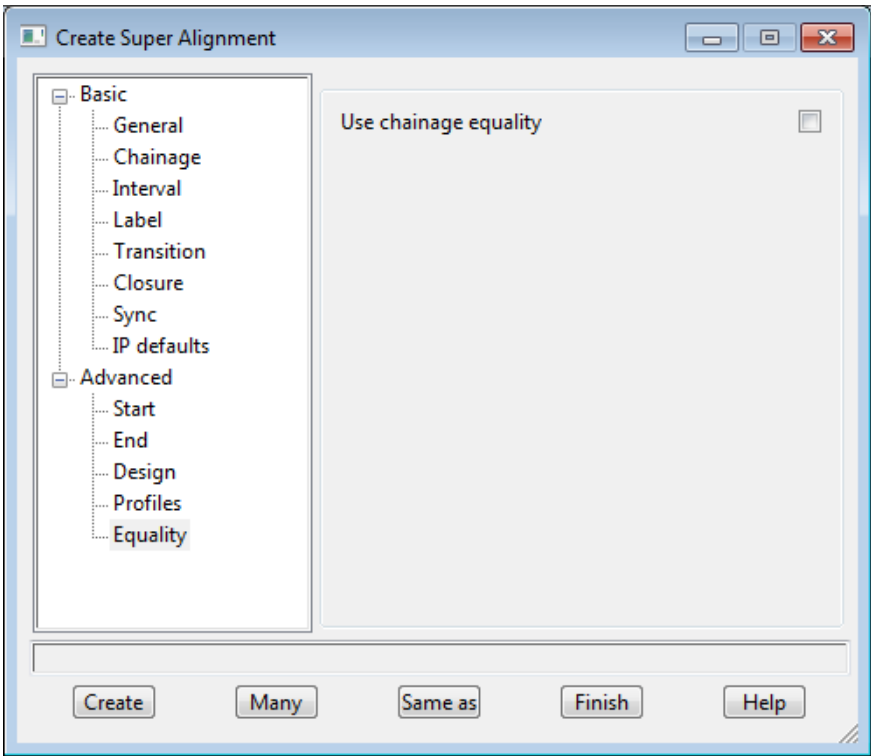 Create Super Alignment
Basic
General
Chainage
Interval
Label
Transition
Closure
Sync
IP defaults
Advanced
Start
End
Design
Profiles
Equality
Use chainage equality
Create Many Same as Finish Help